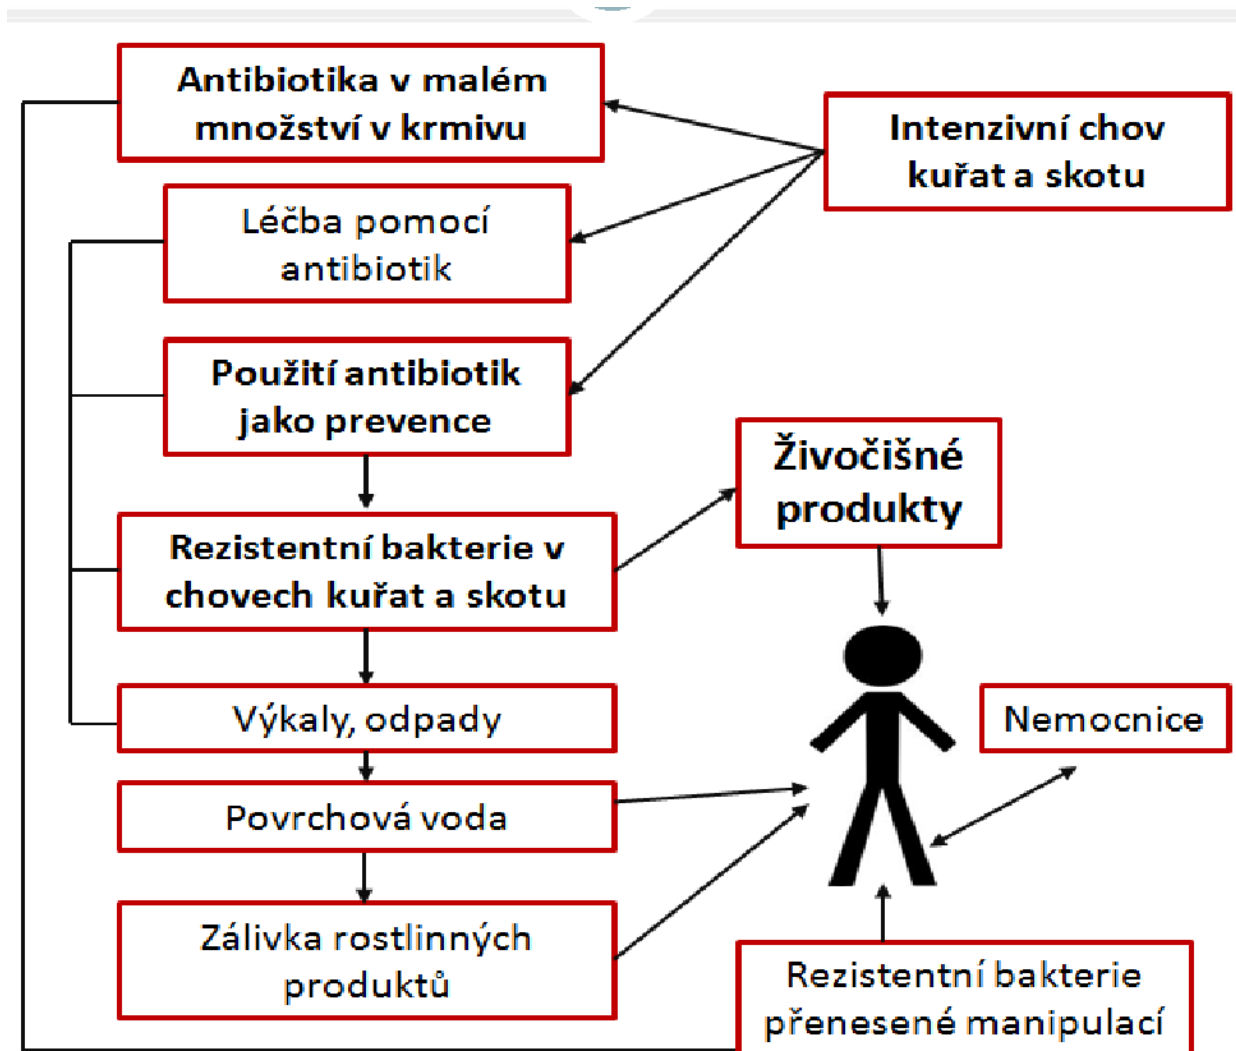 Antibiotika v malém
množství v krmivu
Intenzivní chov
kuřat a skotu
Léčba pomocí
antibiotik
Použití antibiotik
jako prevence
Živočišné
produkty
Rezistentní bakterie v
chovech kuřat a skotu
Výkaly, odpady
Nemocnice
Povrchová voda
Zálivka rostlinných
produktů
Rezistentní bakterie
přenesené manipulací